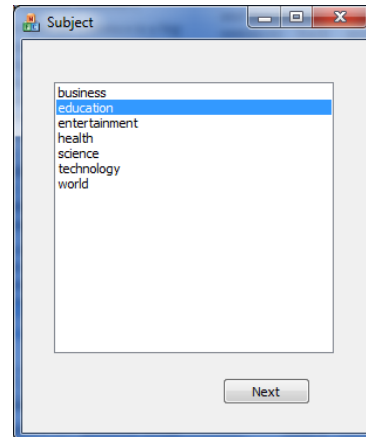 Subject
business
education
entertainment
health
science
technology
world
Next